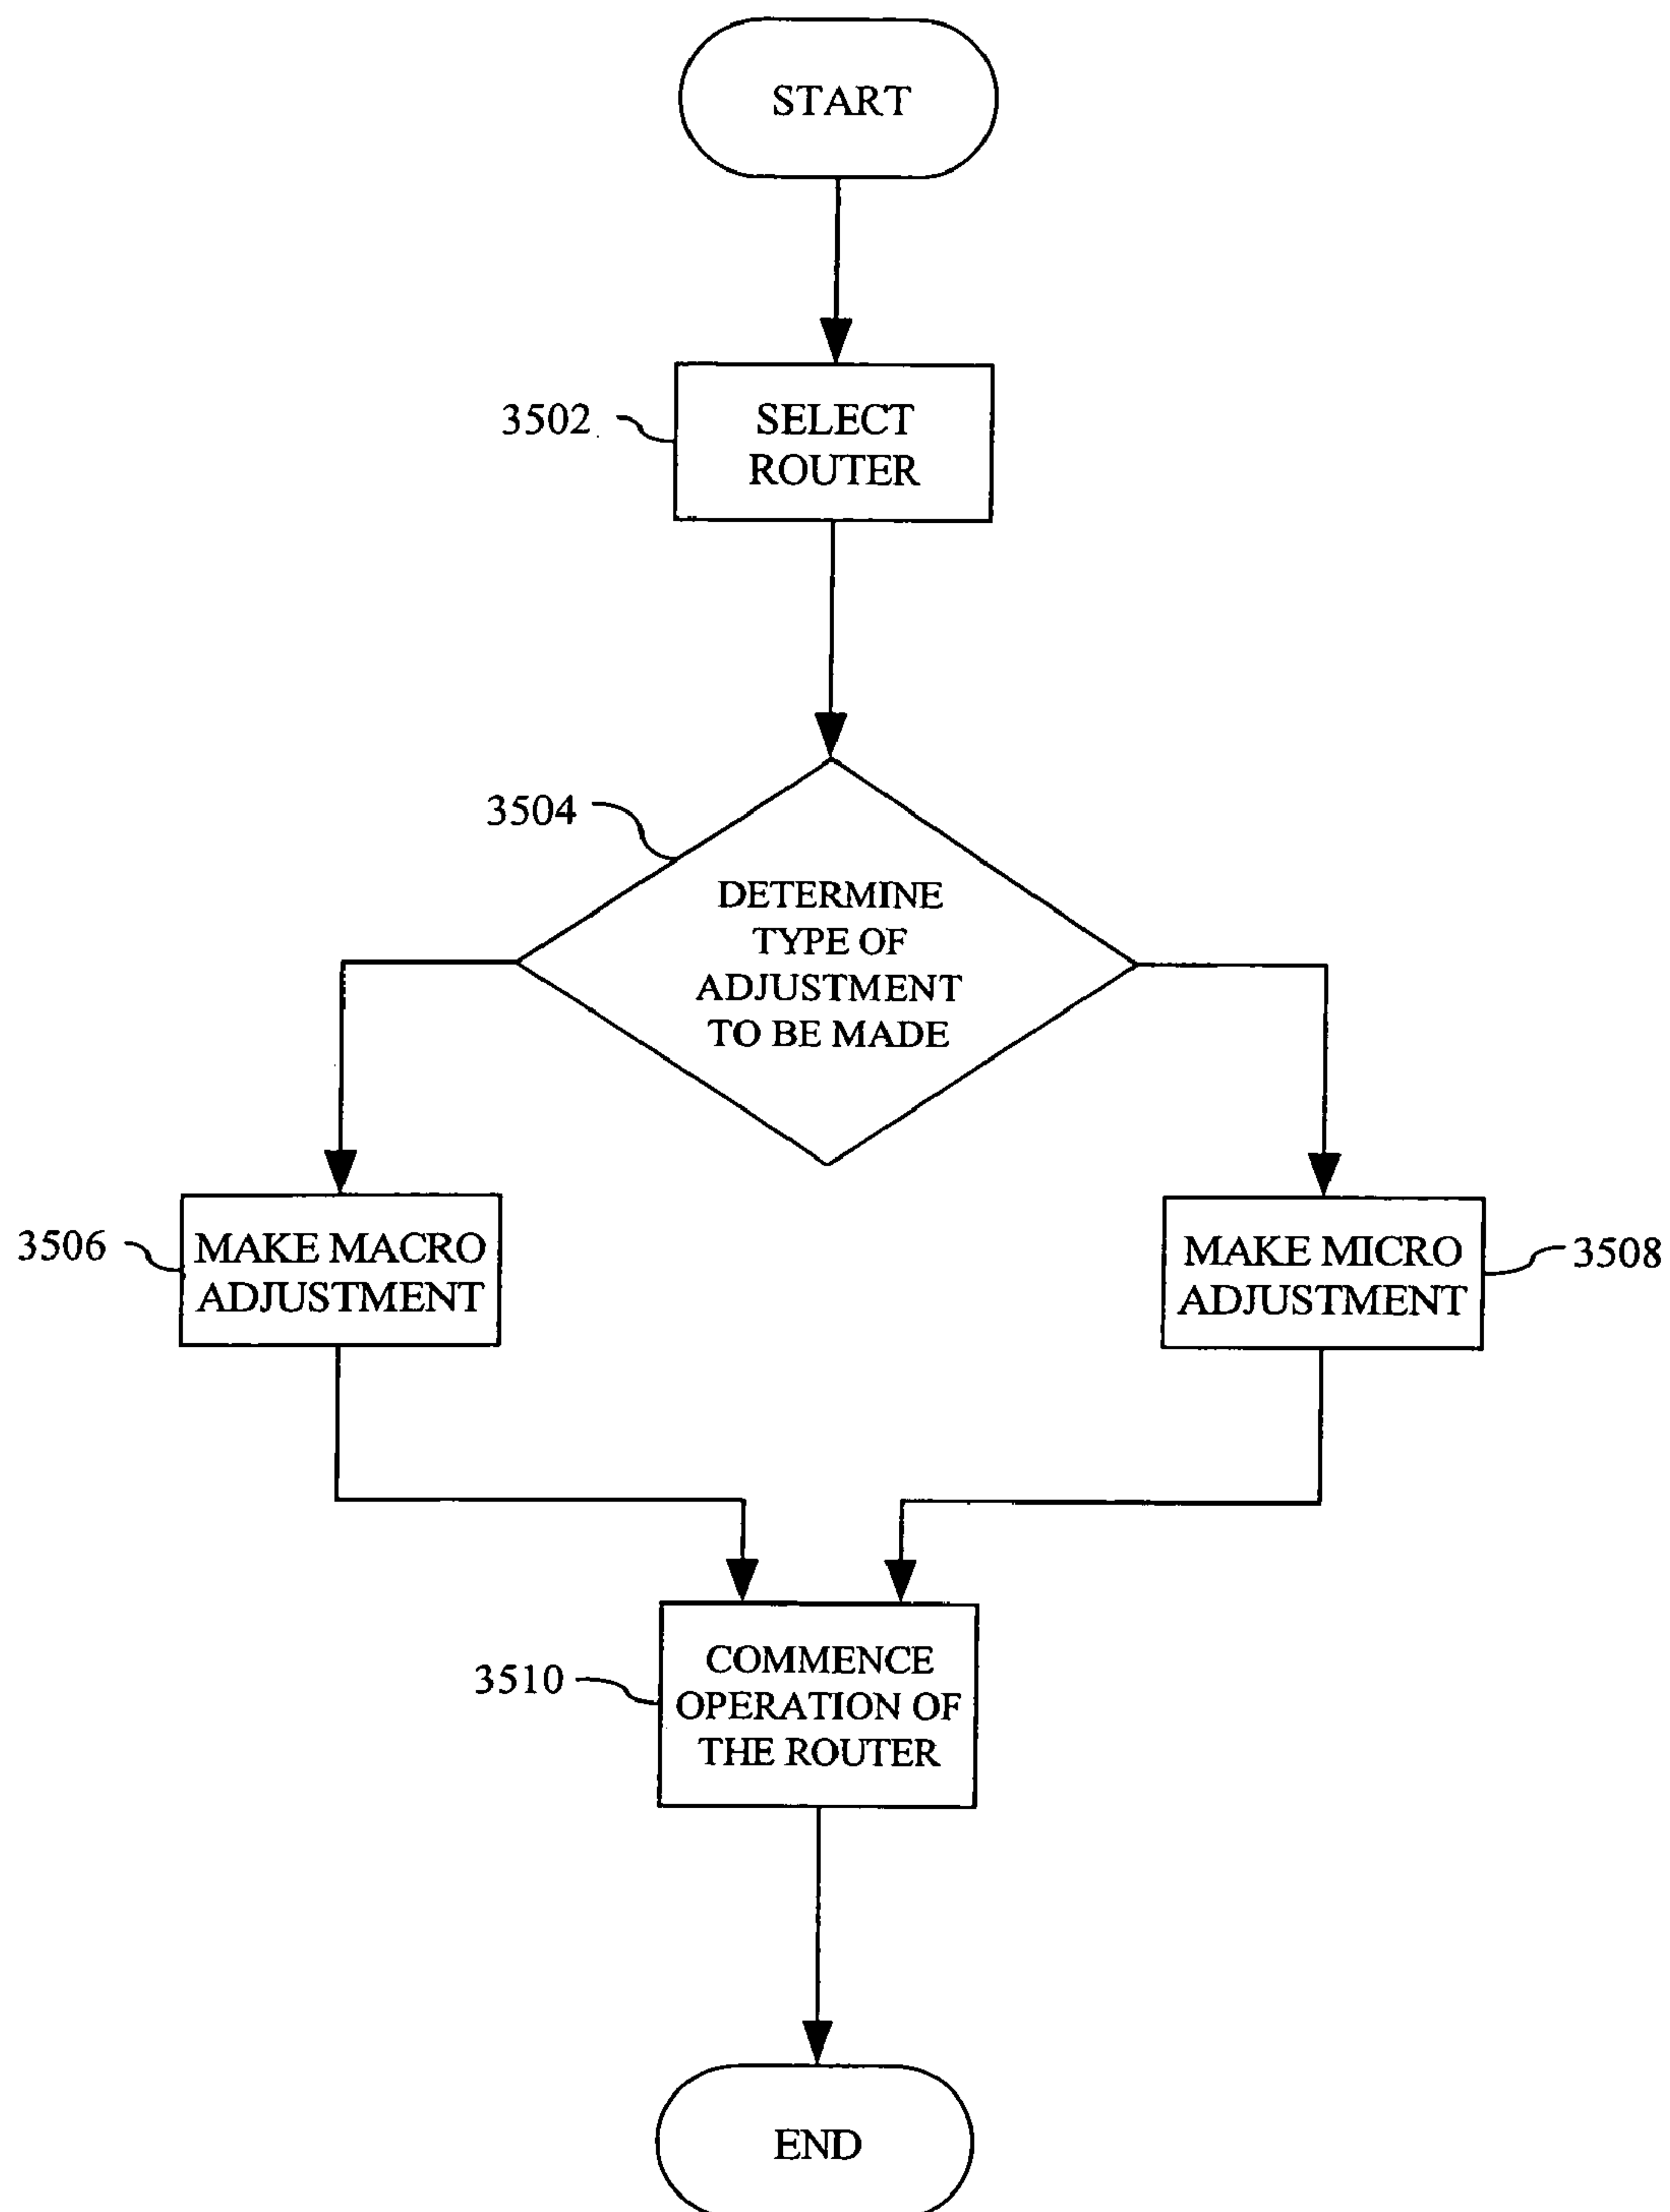 START
3502
SELECT
ROUTER
3504
DETERMINE
TYPE OF
ADJUSTMENT
TO BE MADE
3506
MAKE MACRO
ADJUSTMENT
MAKE MICRO
ADJUSTMENT
3508
3510
COMMENCE
OPERATION OF
THE ROUTER
END